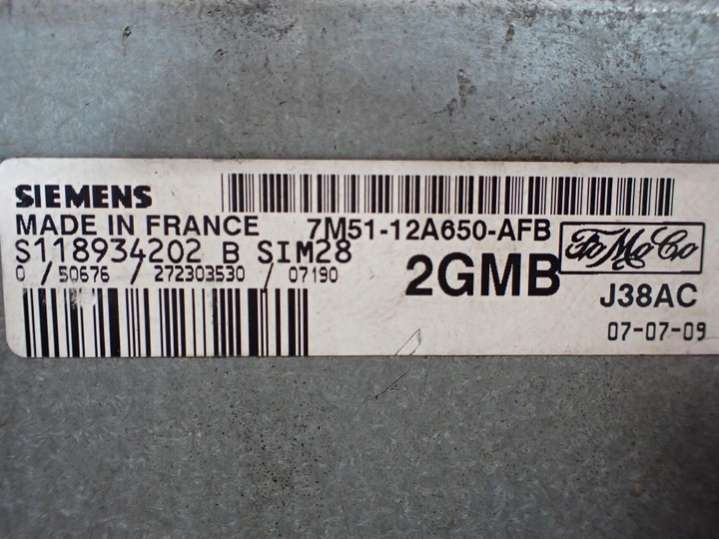 SIEMENS
MADE IN FRANCE 7M51-12A650-AFB
S118934202 B SIM28 FoMoCo
0 / 50676 / 272303530 / 07190 2GMB
J38AC
07-07-09